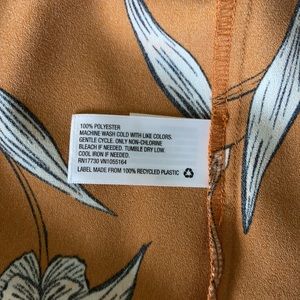 100% POLYESTER
MACHINE WASH COLD WITH LIKE COLORS.
GENTLE CYCLE. ONLY NON-CHLORINE
BLEACH IF NEEDED. TUMBLE DRY LOW.
COOL IRON IF NEEDED.
RN17730 VN1055164
LABEL MADE FROM 100% RECYCLED PLASTIC